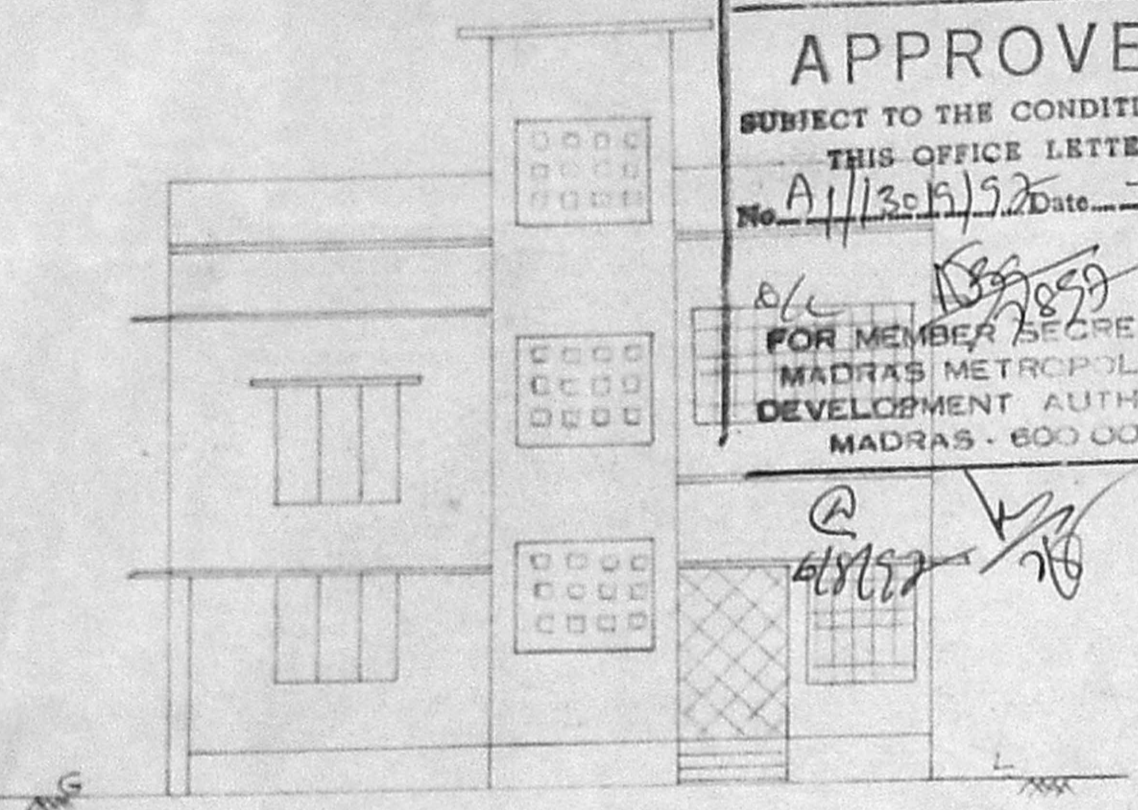 APPROVE
SUBJECT TO THE CONDITI
THIS OFFICE LETTE
No. A1/13019/92 Date
O/C
FOR MEMBER SECRE
MADRAS METROPOL
DEVELOPMENT AUTH
MADRAS - 600 00
6/8/92
G
L